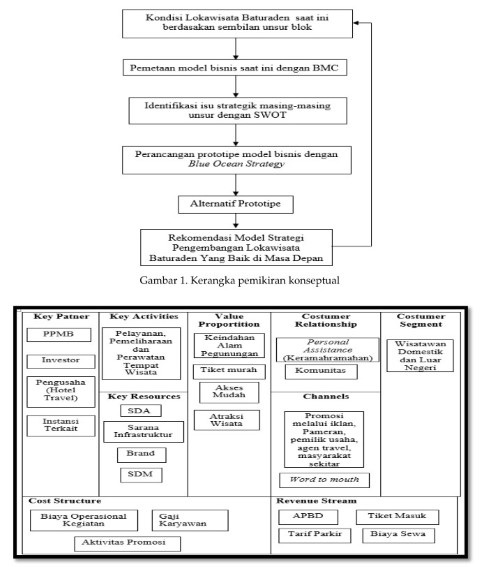 Kondisi Lokawisata Baturaden saat ini
berdasakan sembilan unsur blok
Pemetaan model bisnis saat ini dengan BMC
Identifikasi isu strategik masing-masing
unsur dengan SWOT
Perancangan prototipe model bisnis dengan
Blue Ocean Strategy
Alternatif Prototipe
Rekomendasi Model Strategi
Pengembangan Lokawisata
Baturaden Yang Baik di Masa Depan
Gambar 1. Kerangka pemikiran konseptual
Key Patner
PPMB
Investor
Pengusaha
(Hotel
Travel)
Instansi
Terkait
Key Activities
Pelayanan,
Pemeliharaan
dan
Perawatan
Tempat
Wisata
Key Resources
SDA
Sarana
Infrastruktur
Brand
SDM
Value
Proportition
Keindahan
Alam
Pegunungan
Tiket murah
Akses
Mudah
Atraksi
Wisata
Costumer
Relationship
Personal
Assistance
(Keramahramahan)
Komunitas
Channels
Promosi
melalui iklan,
Pameran,
pemilik usaha,
agen travel,
masyarakat
sekitar
Word to mouth
Costumer
Segment
Wisatawan
Domestik
dan Luar
Negeri
Cost Structure
Biaya Operasional
Kegiatan
Gaji
Karyawan
Aktivitas Promosi
Revenue Stream
APBD
Tiket Masuk
Tarif Parkir
Biaya Sewa